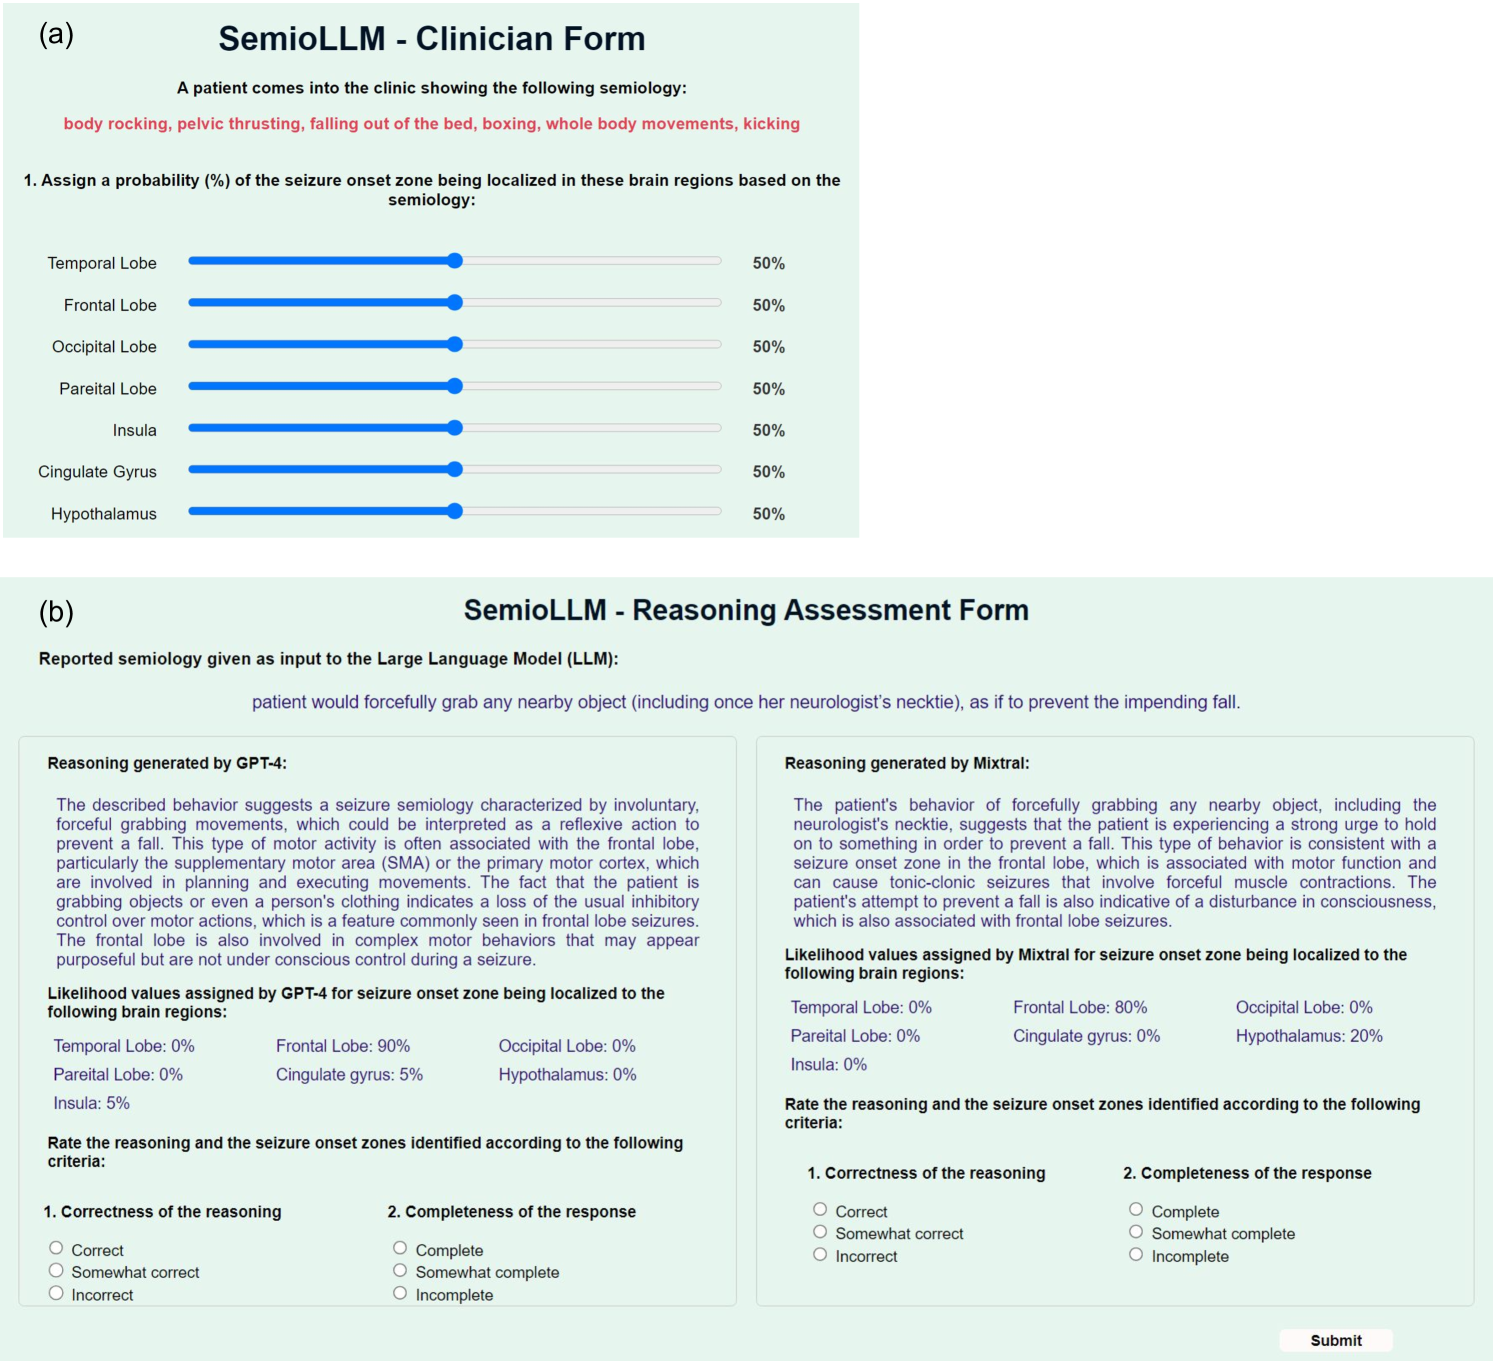 (a)
SemioLLM - Clinician Form
A patient comes into the clinic showing the following semiology:
body rocking, pelvic thrusting, falling out of the bed, boxing, whole body movements, kicking
1. Assign a probability (%) of the seizure onset zone being localized in these brain regions based on the
semiology:
Temporal Lobe 50%
Frontal Lobe 50%
Occipital Lobe 50%
Pareital Lobe 50%
Insula 50%
Cingulate Gyrus 50%
Hypothalamus 50%
(b)
SemioLLM - Reasoning Assessment Form
Reported semiology given as input to the Large Language Model (LLM):
patient would forcefully grab any nearby object (including once her neurologist's necktie), as if to prevent the impending fall.
Reasoning generated by GPT-4:
The described behavior suggests a seizure semiology characterized by involuntary,
forceful grabbing movements, which could be interpreted as a reflexive action to
prevent a fall. This type of motor activity is often associated with the frontal lobe,
particularly the supplementary motor area (SMA) or the primary motor cortex, which
are involved in planning and executing movements. The fact that the patient is
grabbing objects or even a person's clothing indicates a loss of the usual inhibitory
control over motor actions, which is a feature commonly seen in frontal lobe seizures.
The frontal lobe is also involved in complex motor behaviors that may appear
purposeful but are not under conscious control during a seizure.
Likelihood values assigned by GPT-4 for seizure onset zone being localized to the
following brain regions:
Temporal Lobe: 0% Frontal Lobe: 90% Occipital Lobe: 0%
Pareital Lobe: 0% Cingulate gyrus: 5% Hypothalamus: 0%
Insula: 5%
Rate the reasoning and the seizure onset zones identified according to the following
criteria:
1. Correctness of the reasoning 2. Completeness of the response
Correct Complete
Somewhat correct Somewhat complete
Incorrect Incomplete
Reasoning generated by Mixtral:
The patient's behavior of forcefully grabbing any nearby object, including the
neurologist's necktie, suggests that the patient is experiencing a strong urge to hold
on to something in order to prevent a fall. This type of behavior is consistent with a
seizure onset zone in the frontal lobe, which is associated with motor function and
can cause tonic-clonic seizures that involve forceful muscle contractions. The
patient's attempt to prevent a fall is also indicative of a disturbance in consciousness,
which is also associated with frontal lobe seizures.
Likelihood values assigned by Mixtral for seizure onset zone being localized to the
following brain regions:
Temporal Lobe: 0% Frontal Lobe: 80% Occipital Lobe: 0%
Pareital Lobe: 0% Cingulate gyrus: 0% Hypothalamus: 20%
Insula: 0%
Rate the reasoning and the seizure onset zones identified according to the following
criteria:
1. Correctness of the reasoning 2. Completeness of the response
Correct Complete
Somewhat correct Somewhat complete
Incorrect Incomplete
Submit